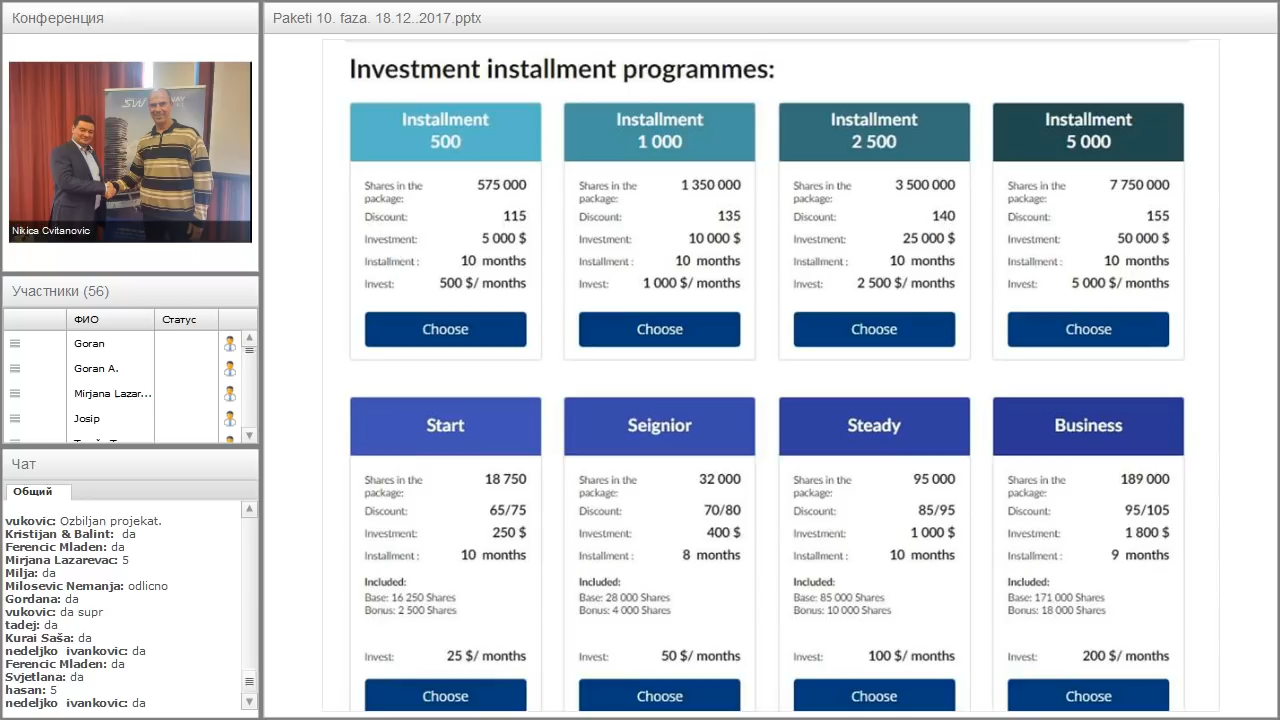 Конференция
Paketi 10. faza. 18.12..2017.pptx
Nikisa Cvitanovic
Участники (56)
ФИО
Статус
Goran
Goran A.
Mirjana Lazar...
Josip
Чат
Общий
vukovic: Ozbiljan projekat.
Kristijan & Balint: da
Ferencic Mladen: da
Mirjana Lazarevac: 5
Milja: da
Milosevic Nemanja: odlicno
Gordana: da
vukovic: da supr
tadej: da
Kurai Saša: da
nedeljko ivankovic: da
Ferencic Mladen: da
Svjetlana: da
hasan: 5
nedeljko ivankovic: da
Investment installment programmes:
Installment
500
Shares in the
package:
575 000
Discount: 115
Investment: 5 000 $
Installment : 10 months
Invest: 500 $/ months
Choose
Installment
1 000
Shares in the
package:
1 350 000
Discount: 135
Investment: 10 000 $
Installment : 10 months
Invest: 1 000 $/ months
Choose
Installment
2 500
Shares in the
package:
3 500 000
Discount: 140
Investment: 25 000 $
Installment : 10 months
Invest: 2 500 $/ months
Choose
Installment
5 000
Shares in the
package:
7 750 000
Discount: 155
Investment: 50 000 $
Installment : 10 months
Invest: 5 000 $/ months
Choose
Start
Shares in the
package:
18 750
Discount: 65/75
Investment: 250 $
Installment : 10 months
Included:
Base: 16 250 Shares
Bonus: 2 500 Shares
Invest: 25 $/ months
Choose
Seignior
Shares in the
package:
32 000
Discount: 70/80
Investment: 400 $
Installment : 8 months
Included:
Base: 28 000 Shares
Bonus: 4 000 Shares
Invest: 50 $/ months
Choose
Steady
Shares in the
package:
95 000
Discount: 85/95
Investment: 1 000 $
Installment : 10 months
Included:
Base: 85 000 Shares
Bonus: 10 000 Shares
Invest: 100 $/ months
Choose
Business
Shares in the
package:
189 000
Discount: 95/105
Investment: 1 800 $
Installment : 9 months
Included:
Base: 171 000 Shares
Bonus: 18 000 Shares
Invest: 200 $/ months
Choose